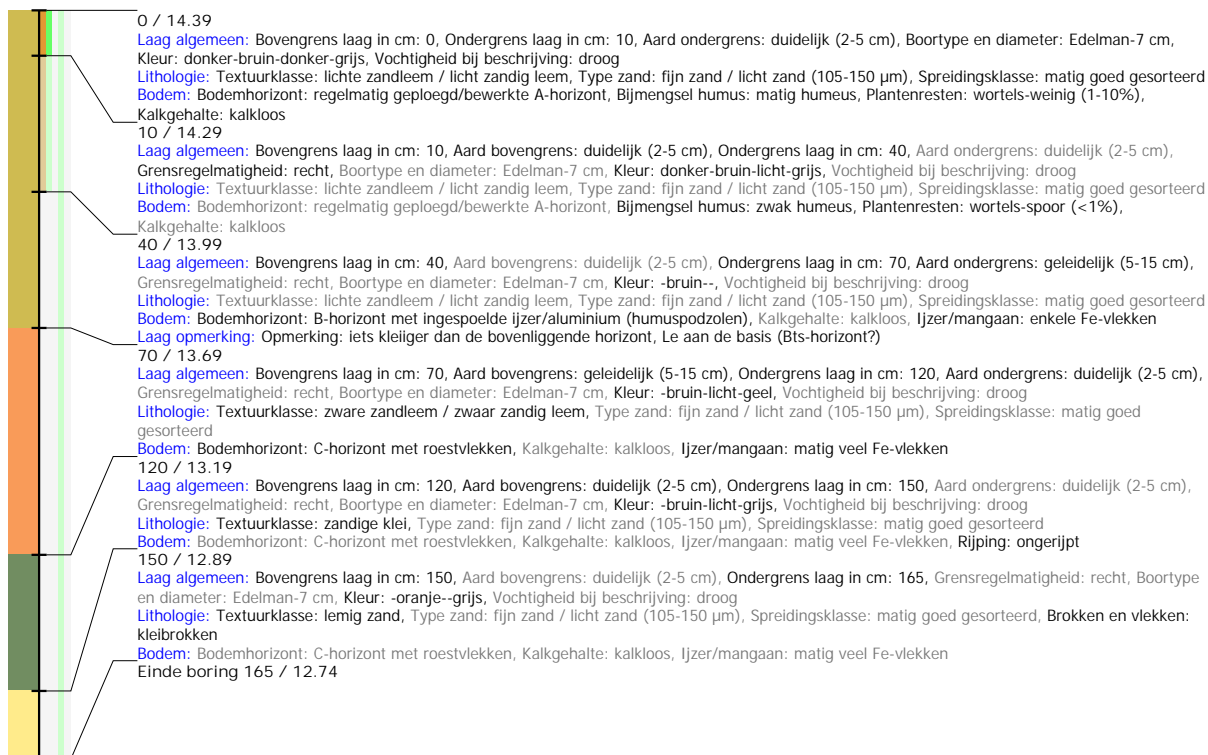 0 / 14.39
Laag algemeen: Bovengrens laag in cm: 0, Ondergrens laag in cm: 10, Aard ondergrens: duidelijk (2-5 cm), Boortype en diameter: Edelman-7 cm,
Kleur: donker-bruin-donker-grijs, Vochtigheid bij beschrijving: droog
Lithologie: Textuurklasse: lichte zandleem / licht zandig leem, Type zand: fijn zand / licht zand (105-150 µm), Spreidingsklasse: matig goed gesorteerd
Bodem: Bodemhorizont: regelmatig geploegd/bewerkte A-horizont, Bijmengsel humus: matig humeus, Plantenresten: wortels-weinig (1-10%),
Kalkgehalte: kalkloos
10 / 14.29
Laag algemeen: Bovengrens laag in cm: 10, Aard bovengrens: duidelijk (2-5 cm), Ondergrens laag in cm: 40, Aard ondergrens: duidelijk (2-5 cm),
Grensregelmatigheid: recht, Boortype en diameter: Edelman-7 cm, Kleur: donker-bruin-licht-grijs, Vochtigheid bij beschrijving: droog
Lithologie: Textuurklasse: lichte zandleem / licht zandig leem, Type zand: fijn zand / licht zand (105-150 µm), Spreidingsklasse: matig goed gesorteerd
Bodem: Bodemhorizont: regelmatig geploegd/bewerkte A-horizont, Bijmengsel humus: zwak humeus, Plantenresten: wortels-spoor (<1%),
Kalkgehalte: kalkloos
40 / 13.99
Laag algemeen: Bovengrens laag in cm: 40, Aard bovengrens: duidelijk (2-5 cm), Ondergrens laag in cm: 70, Aard ondergrens: geleidelijk (5-15 cm),
Grensregelmatigheid: recht, Boortype en diameter: Edelman-7 cm, Kleur: -bruin--, Vochtigheid bij beschrijving: droog
Lithologie: Textuurklasse: lichte zandleem / licht zandig leem, Type zand: fijn zand / licht zand (105-150 µm), Spreidingsklasse: matig goed gesorteerd
Bodem: Bodemhorizont: B-horizont met ingespoelde ijzer/aluminium (humuspodzolen), Kalkgehalte: kalkloos, Ijzer/mangaan: enkele Fe-vlekken
Laag opmerking: Opmerking: iets kleiiger dan de bovenliggende horizont, Le aan de basis (Bts-horizont?)
70 / 13.69
Laag algemeen: Bovengrens laag in cm: 70, Aard bovengrens: geleidelijk (5-15 cm), Ondergrens laag in cm: 120, Aard ondergrens: duidelijk (2-5 cm),
Grensregelmatigheid: recht, Boortype en diameter: Edelman-7 cm, Kleur: -bruin-licht-geel, Vochtigheid bij beschrijving: droog
Lithologie: Textuurklasse: zware zandleem / zwaar zandig leem, Type zand: fijn zand / licht zand (105-150 µm), Spreidingsklasse: matig goed
gesorteerd
Bodem: Bodemhorizont: C-horizont met roestvlekken, Kalkgehalte: kalkloos, Ijzer/mangaan: matig veel Fe-vlekken
120 / 13.19
Laag algemeen: Bovengrens laag in cm: 120, Aard bovengrens: duidelijk (2-5 cm), Ondergrens laag in cm: 150, Aard ondergrens: duidelijk (2-5 cm),
Grensregelmatigheid: recht, Boortype en diameter: Edelman-7 cm, Kleur: -bruin-licht-grijs, Vochtigheid bij beschrijving: droog
Lithologie: Textuurklasse: zandige klei, Type zand: fijn zand / licht zand (105-150 µm), Spreidingsklasse: matig goed gesorteerd
Bodem: Bodemhorizont: C-horizont met roestvlekken, Kalkgehalte: kalkloos, Ijzer/mangaan: matig veel Fe-vlekken, Rijping: ongerijpt
150 / 12.89
Laag algemeen: Bovengrens laag in cm: 150, Aard bovengrens: duidelijk (2-5 cm), Ondergrens laag in cm: 165, Grensregelmatigheid: recht, Boortype
en diameter: Edelman-7 cm, Kleur: -oranje--grijs, Vochtigheid bij beschrijving: droog
Lithologie: Textuurklasse: lemig zand, Type zand: fijn zand / licht zand (105-150 µm), Spreidingsklasse: matig goed gesorteerd, Brokken en vlekken:
kleibrokken
Bodem: Bodemhorizont: C-horizont met roestvlekken, Kalkgehalte: kalkloos, Ijzer/mangaan: matig veel Fe-vlekken
Einde boring 165 / 12.74